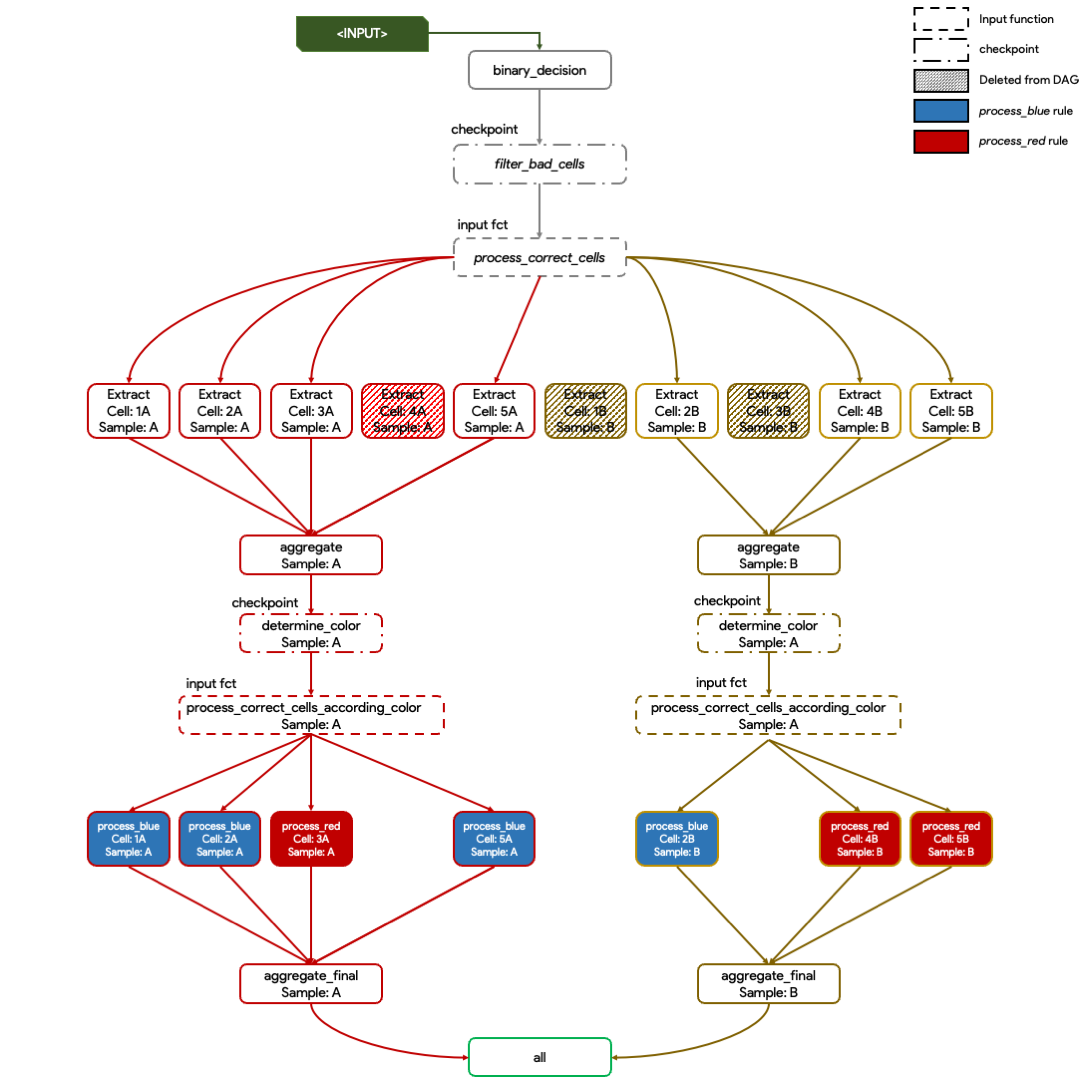 <INPUT>
Input function
checkpoint
Deleted from DAG
process_blue rule
process_red rule
binary_decision
checkpoint
filter_bad_cells
input fct
process_correct_cells
Extract
Cell: 1A
Sample: A
Extract
Cell: 2A
Sample: A
Extract
Cell: 3A
Sample: A
Extract
Cell: 4A
Sample: A
Extract
Cell: 5A
Sample: A
Extract
Cell: 1B
Sample: B
Extract
Cell: 2B
Sample: B
Extract
Cell: 3B
Sample: B
Extract
Cell: 4B
Sample: B
Extract
Cell: 5B
Sample: B
aggregate
Sample: A
aggregate
Sample: B
checkpoint
determine_color
Sample: A
checkpoint
determine_color
Sample: A
input fct
process_correct_cells_according_color
Sample: A
input fct
process_correct_cells_according_color
Sample: A
process_blue
Cell: 1A
Sample: A
process_blue
Cell: 2A
Sample: A
process_red
Cell: 3A
Sample: A
process_blue
Cell: 5A
Sample: A
process_blue
Cell: 2B
Sample: B
process_red
Cell: 4B
Sample: B
process_red
Cell: 5B
Sample: B
aggregate_final
Sample: A
aggregate_final
Sample: B
all